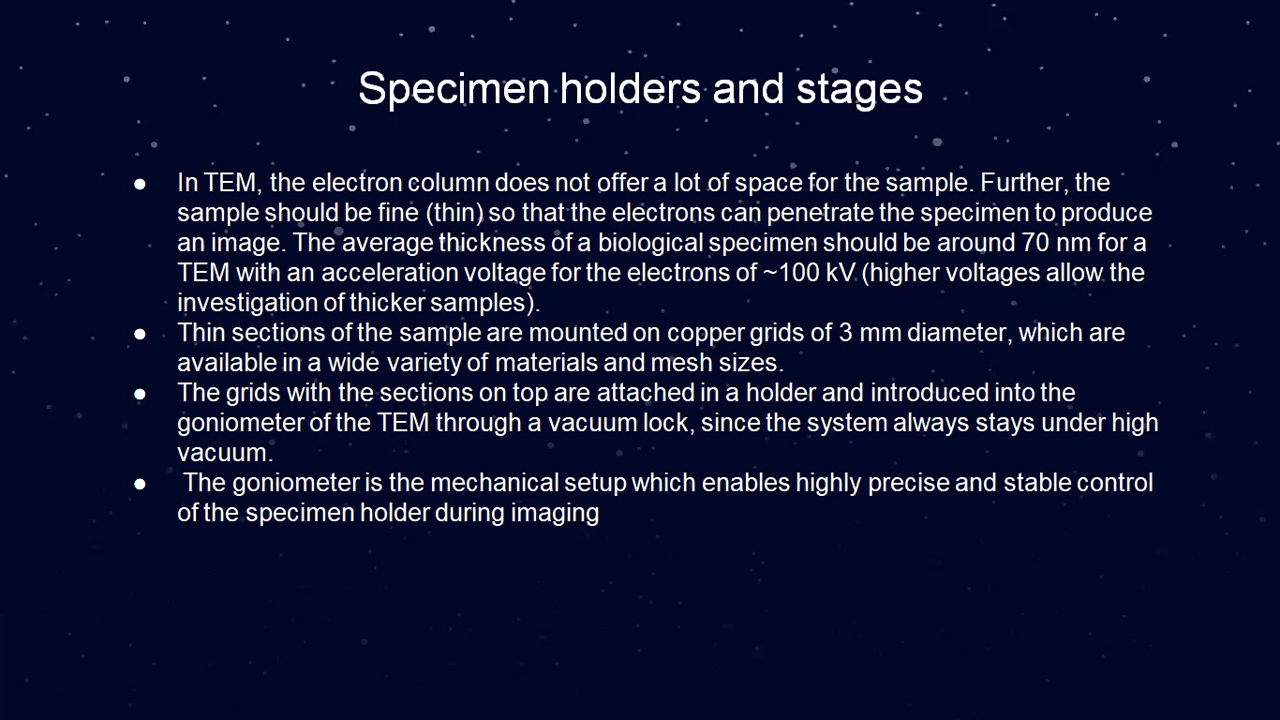 Specimen holders and stages
● In TEM, the electron column does not offer a lot of space for the sample. Further, the
sample should be fine (thin) so that the electrons can penetrate the specimen to produce
an image. The average thickness of a biological specimen should be around 70 nm for a
TEM with an acceleration voltage for the electrons of ~100 kV (higher voltages allow the
investigation of thicker samples).
● Thin sections of the sample are mounted on copper grids of 3 mm diameter, which are
available in a wide variety of materials and mesh sizes.
● The grids with the sections on top are attached in a holder and introduced into the
goniometer of the TEM through a vacuum lock, since the system always stays under high
vacuum.
● The goniometer is the mechanical setup which enables highly precise and stable control
of the specimen holder during imaging